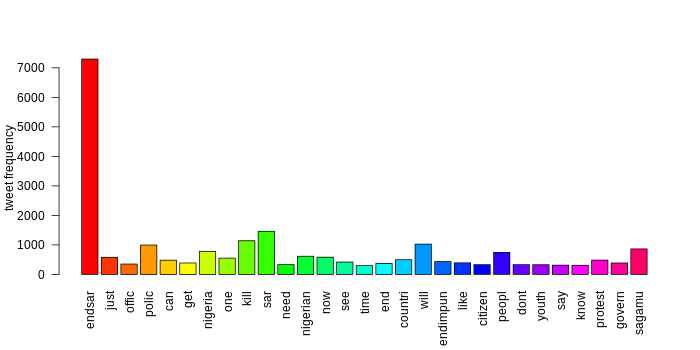 tweet frequency
7000
6000
5000
4000
3000
2000
1000
0
endsar
just
offic
polic
can
get
nigeria
one
kill
sar
need
nigerian
now
see
time
end
countri
will
endimpun
like
citizen
peopl
dont
youth
say
know
protest
govern
sagamu